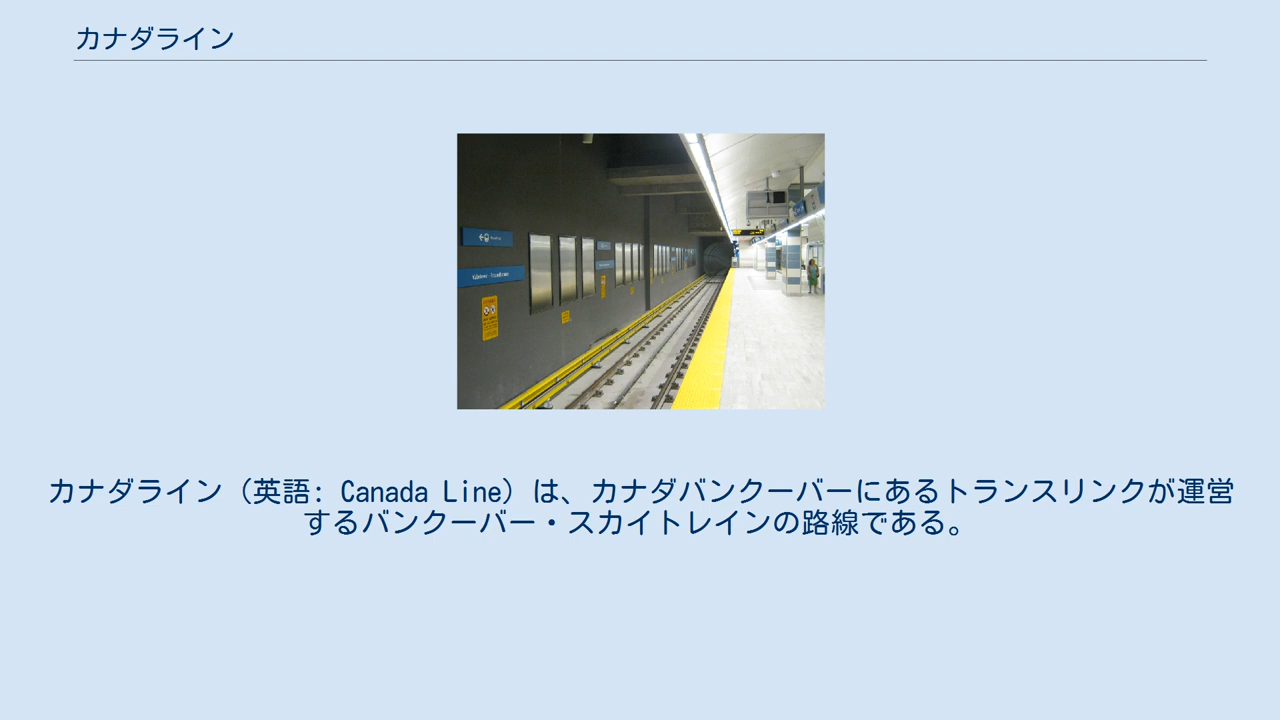 カナダライン
カナダライン（英語: Canada Line）は、カナダバンクーバーにあるトランスリンクが運営
するバンクーバー・スカイトレインの路線である。